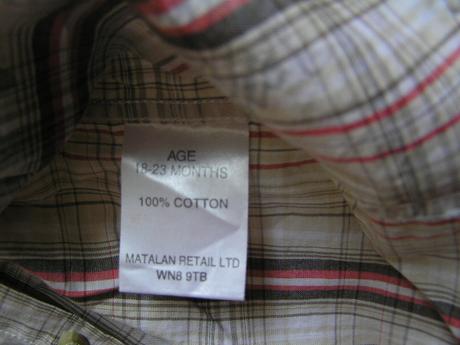 AGE
18-23 MONTHS
100% COTTON
MATALAN RETAIL LTD
WN8 9TB